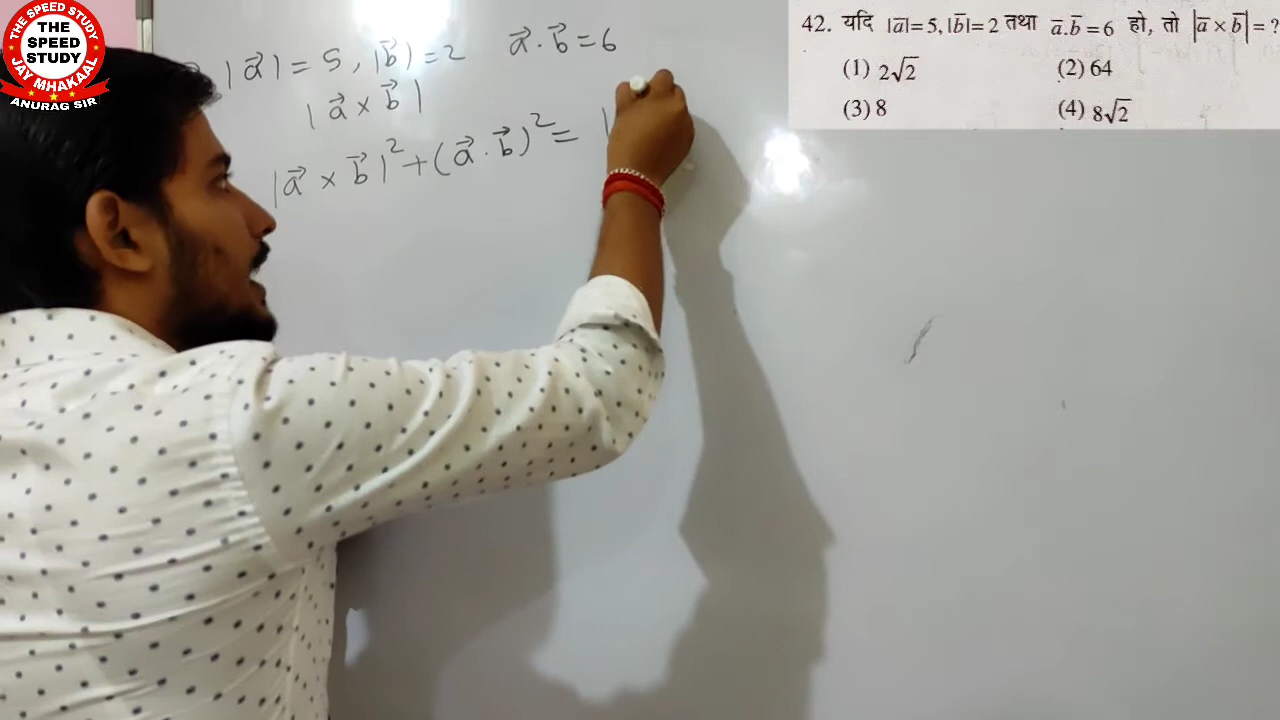 THE SPEED STUDY
THE
SPEED
STUDY
JAY MHAKAAL
ANURAG SIR
|a⃗| = 5, |b⃗| = 2 a⃗.b⃗ = 6
|a⃗ × b⃗|
|a⃗ × b⃗|² + (a⃗.b⃗)² = |
42. यदि |a̅|=5, |b̅|=2 तथा a̅.b̅=6 हो, तो |a̅×b̅|=?
(1) 2√2 (2) 64
(3) 8 (4) 8√2